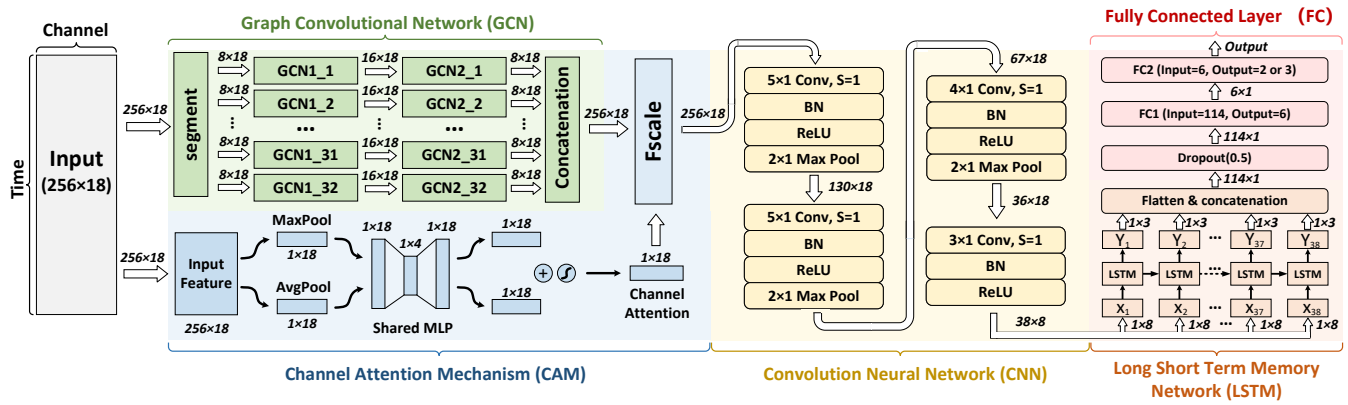 Graph Convolutional Network (GCN)
Fully Connected Layer (FC)
Channel
Time
Input
(256×18)
256×18
256×18
segment
8×18
8×18
⋮
8×18
8×18
GCN1_1
GCN1_2
...
GCN1_31
GCN1_32
16×18
16×18
⋮
16×18
16×18
GCN2_1
GCN2_2
...
GCN2_31
GCN2_32
8×18
8×18
⋮
8×18
8×18
Concatenation
256×18
Fscale
256×18
Input
Feature
256×18
MaxPool
1×18
AvgPool
1×18
1×18
1×4
1×18
Shared MLP
1×18
1×18
+
1×18
Channel
Attention
Channel Attention Mechanism (CAM)
5×1 Conv, S=1
BN
ReLU
2×1 Max Pool
130×18
5×1 Conv, S=1
BN
ReLU
2×1 Max Pool
67×18
4×1 Conv, S=1
BN
ReLU
2×1 Max Pool
36×18
3×1 Conv, S=1
BN
ReLU
38×8
Convolution Neural Network (CNN)
Output
FC2 (Input=6, Output=2 or 3)
6×1
FC1 (Input=114, Output=6)
114×1
Dropout(0.5)
114×1
Flatten & concatenation
1×3 1×3 1×3 1×3
Y1 Y2 ... Y37 Y38
LSTM LSTM ... LSTM LSTM
X1 X2 ... X37 X38
1×8 1×8 ... 1×8 1×8
Long Short Term Memory
Network (LSTM)